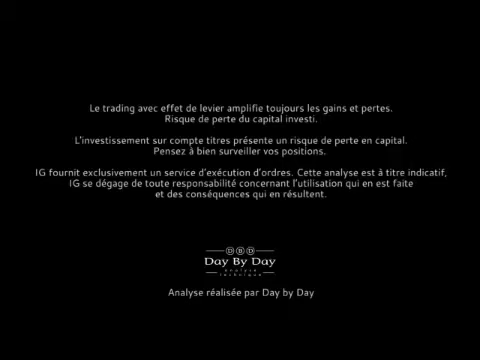 Le trading avec effet de levier amplifie toujours les gains et pertes.
Risque de perte du capital investi.
L'investissement sur compte titres présente un risque de perte en capital.
Pensez à bien surveiller vos positions.
IG fournit exclusivement un service d'exécution d'ordres. Cette analyse est à titre indicatif,
IG se dégage de toute responsabilité concernant l'utilisation qui en est faite
et des conséquences qui en résultent.
DBD
Day By Day
analyse
technique
Analyse réalisée par Day by Day